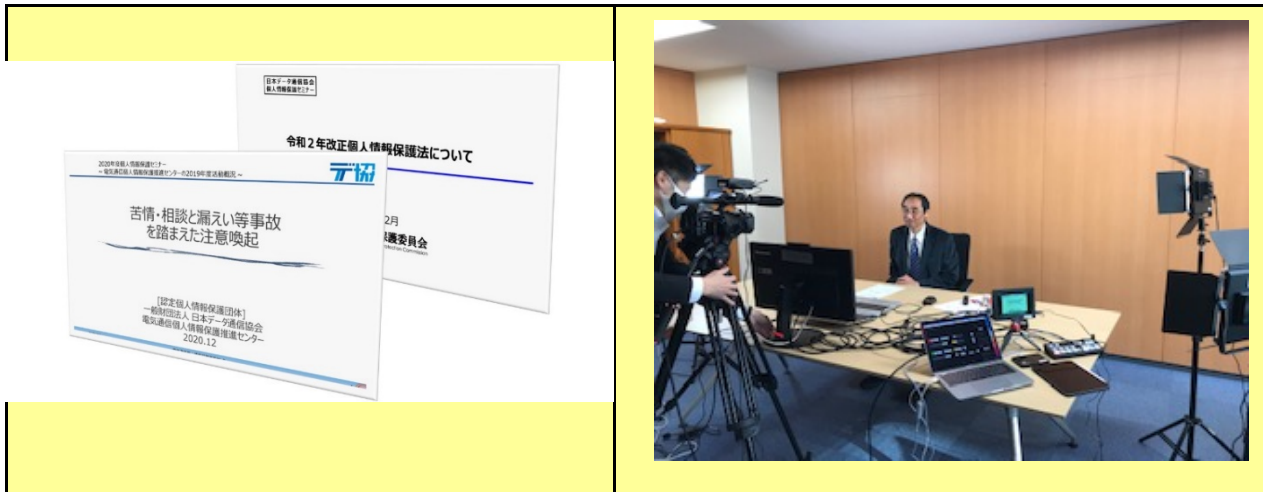 日本データ通信協会
個人情報保護セミナー
令和2年改正個人情報保護法について
2月
保護委員会
2020年度個人情報保護セミナー
~ 電気通信個人情報保護推進センターの2019年度活動概況 ~
デ協
苦情・相談と漏えい等事故
を踏まえた注意喚起
[認定個人情報保護団体]
一般財団法人 日本データ通信協会
電気通信個人情報保護推進センター
2020.12